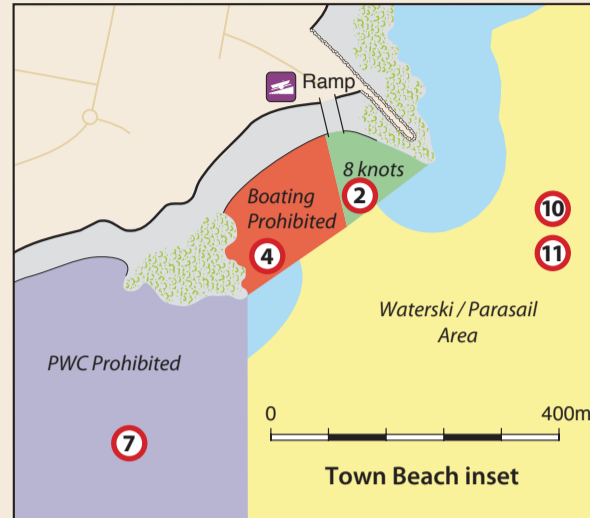 Ramp
8 knots
2
Boating
Prohibited
4
10
11
Waterski / Parasail
Area
PWC Prohibited
7
0 400m
Town Beach inset